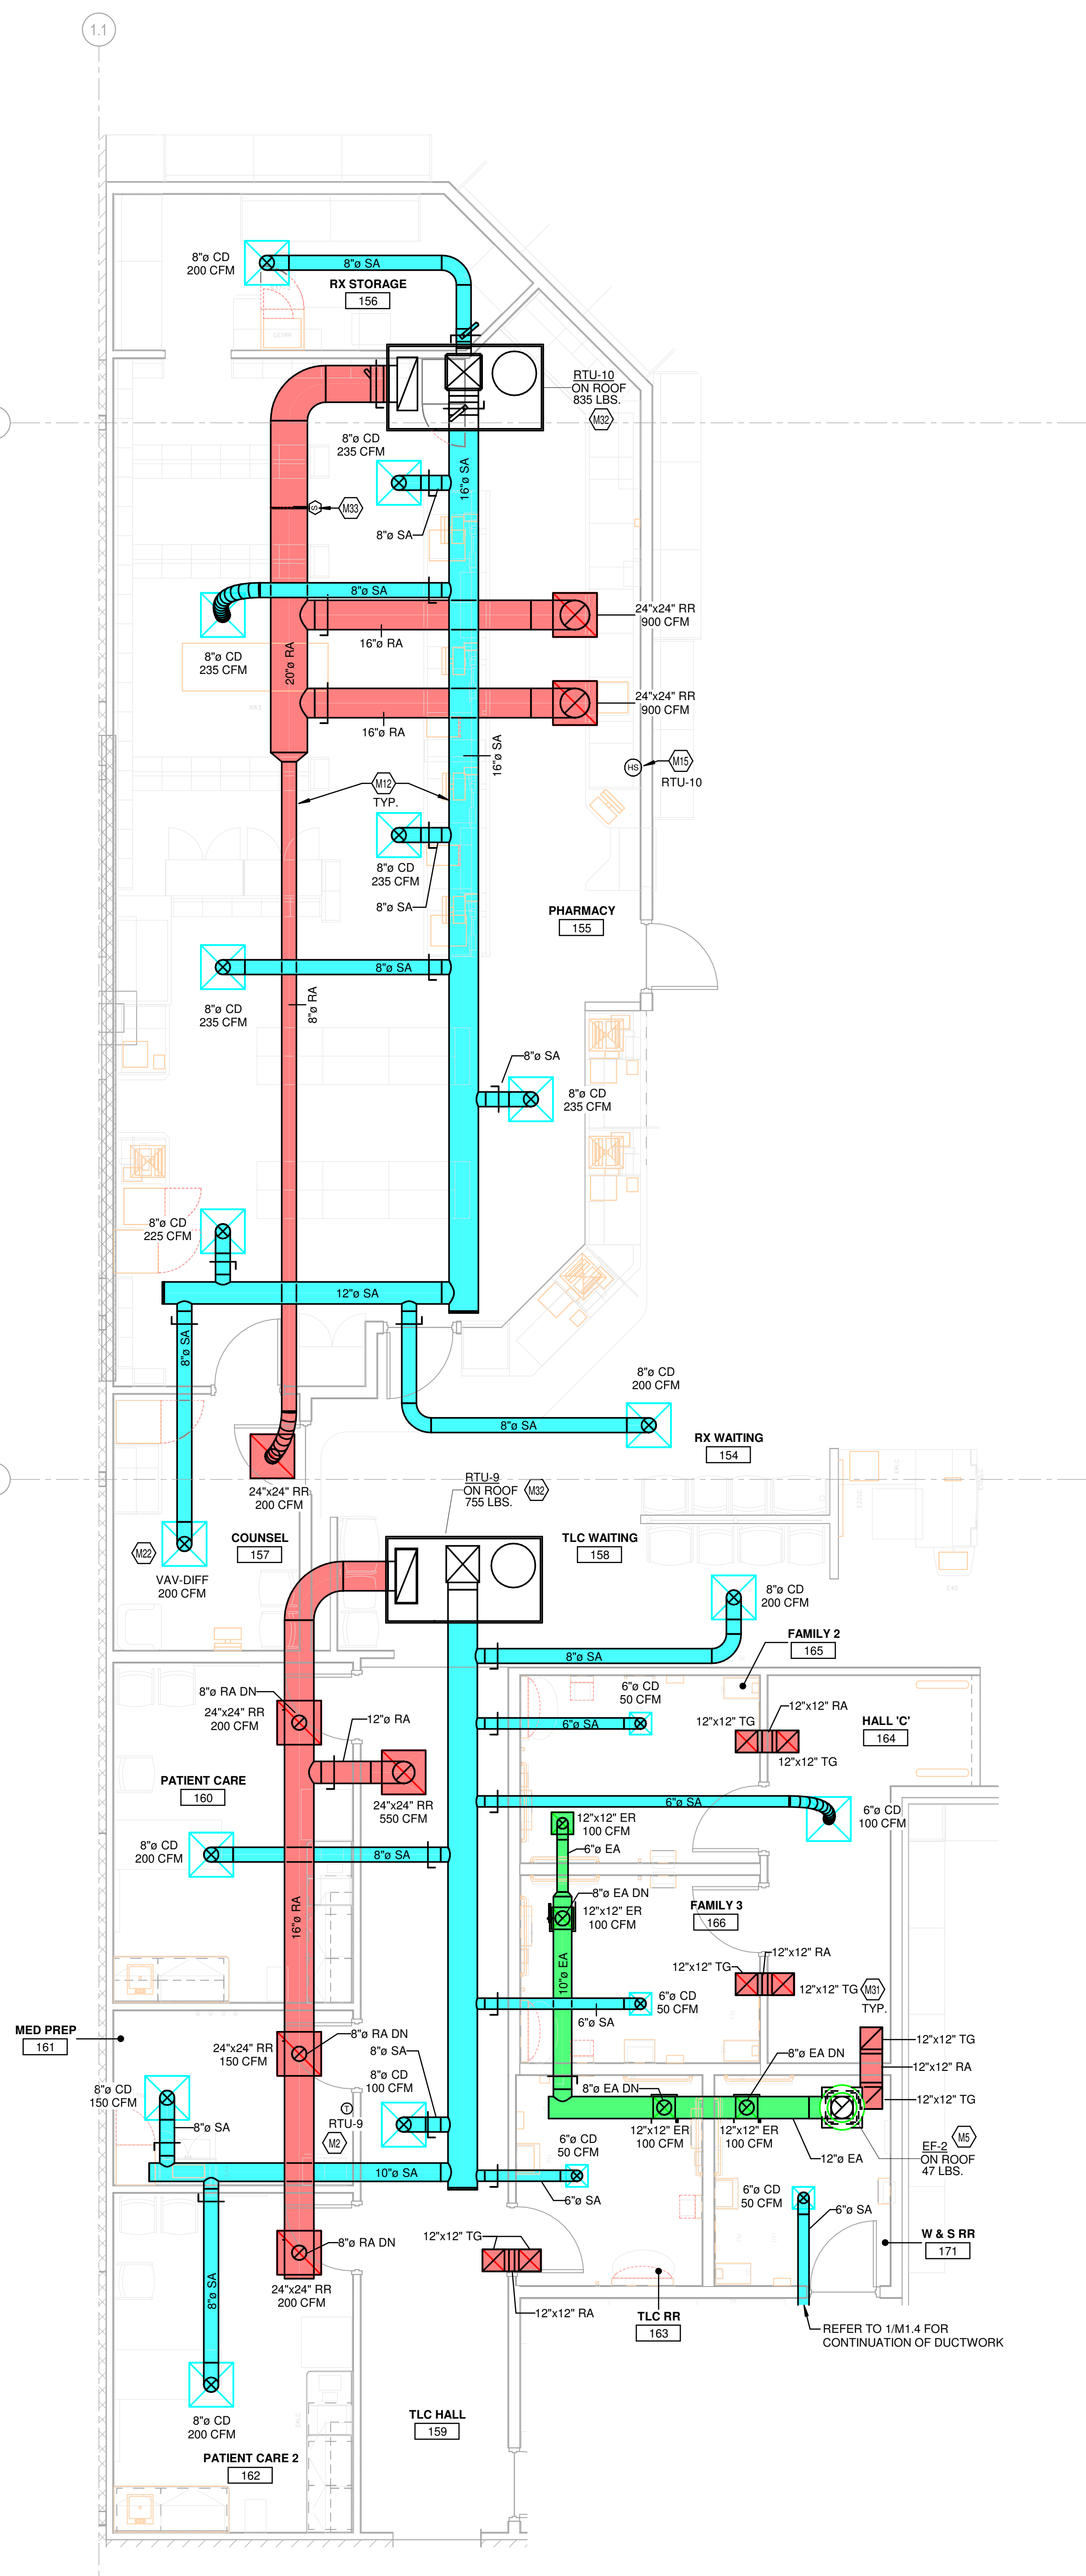 1.1
8"ø CD
200 CFM
8"ø SA
RX STORAGE
156
RTU-10
ON ROOF
835 LBS.
M32
8"ø CD
235 CFM
16"ø SA
8"ø SA
S
M33
8"ø SA
8"ø CD
235 CFM
20"ø RA
16"ø RA
24"x24" RR
900 CFM
16"ø RA
24"x24" RR
900 CFM
16"ø SA
HS
M15
RTU-10
M12
TYP.
8"ø CD
235 CFM
8"ø SA
PHARMACY
155
8"ø SA
8"ø CD
235 CFM
8"ø RA
8"ø SA
8"ø CD
235 CFM
8"ø CD
225 CFM
12"ø SA
8"ø SA
8"ø CD
200 CFM
8"ø SA
RX WAITING
154
24"x24" RR
200 CFM
RTU-9
ON ROOF
755 LBS.
M32
M22
VAV-DIFF
200 CFM
COUNSEL
157
TLC WAITING
158
8"ø CD
200 CFM
FAMILY 2
165
8"ø SA
8"ø RA DN
24"x24" RR
200 CFM
12"ø RA
6"ø CD
50 CFM
6"ø SA
12"x12" TG
12"x12" RA
12"x12" TG
HALL 'C'
164
PATIENT CARE
160
24"x24" RR
550 CFM
6"ø SA
6"ø CD
100 CFM
12"x12" ER
100 CFM
6"ø EA
8"ø CD
200 CFM
8"ø SA
16"ø RA
8"ø EA DN
12"x12" ER
100 CFM
FAMILY 3
166
10"ø EA
12"x12" RA
12"x12" TG
12"x12" TG
M31
TYP.
6"ø CD
50 CFM
6"ø SA
MED PREP
161
24"x24" RR
150 CFM
8"ø RA DN
8"ø SA
8"ø CD
100 CFM
12"x12" TG
12"x12" RA
12"x12" TG
8"ø EA DN
8"ø EA DN
8"ø CD
150 CFM
8"ø SA
T
RTU-9
M2
12"x12" ER
100 CFM
12"x12" ER
100 CFM
12"ø EA
EF-2
ON ROOF
47 LBS.
M5
6"ø CD
50 CFM
10"ø SA
6"ø SA
6"ø CD
50 CFM
6"ø SA
W & S RR
171
12"x12" TG
8"ø RA DN
24"x24" RR
200 CFM
8"ø SA
12"x12" RA
TLC RR
163
REFER TO 1/M1.4 FOR
CONTINUATION OF DUCTWORK
TLC HALL
159
8"ø CD
200 CFM
PATIENT CARE 2
162